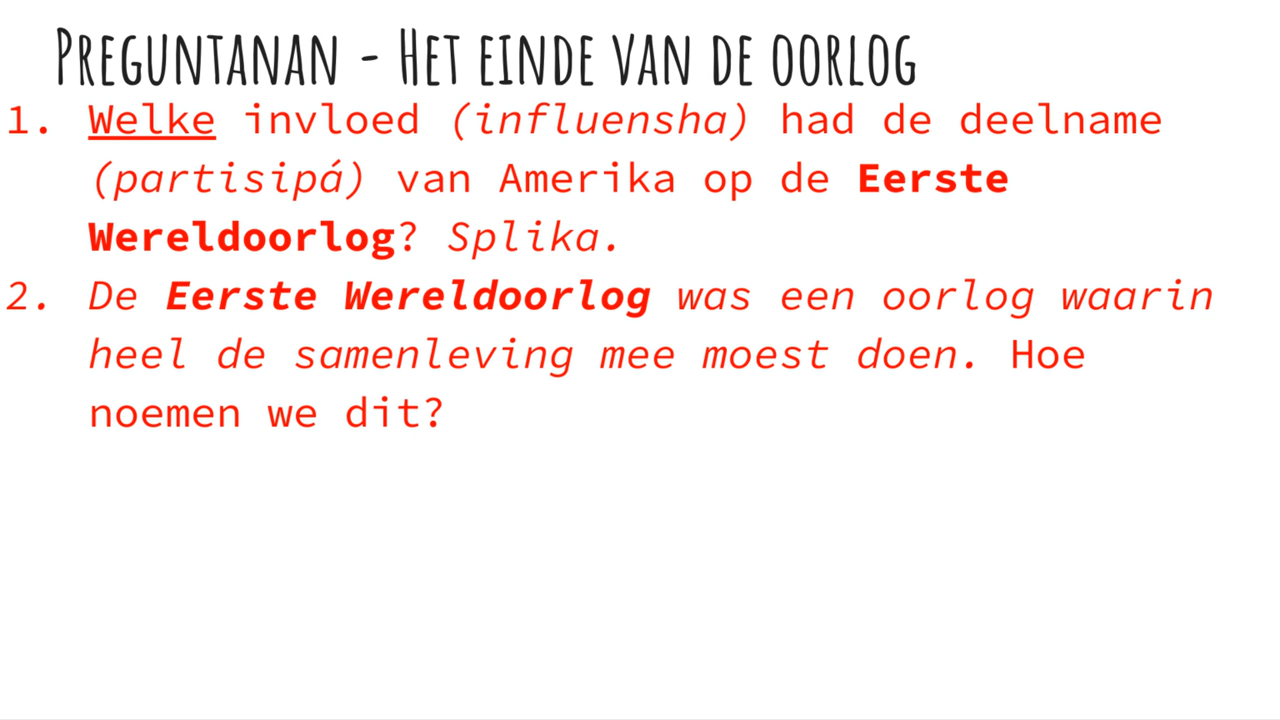 Preguntanan - Het einde van de oorlog
1. Welke invloed (influensha) had de deelname
(partisipá) van Amerika op de Eerste
Wereldoorlog? Splika.
2. De Eerste Wereldoorlog was een oorlog waarin
heel de samenleving mee moest doen. Hoe
noemen we dit?